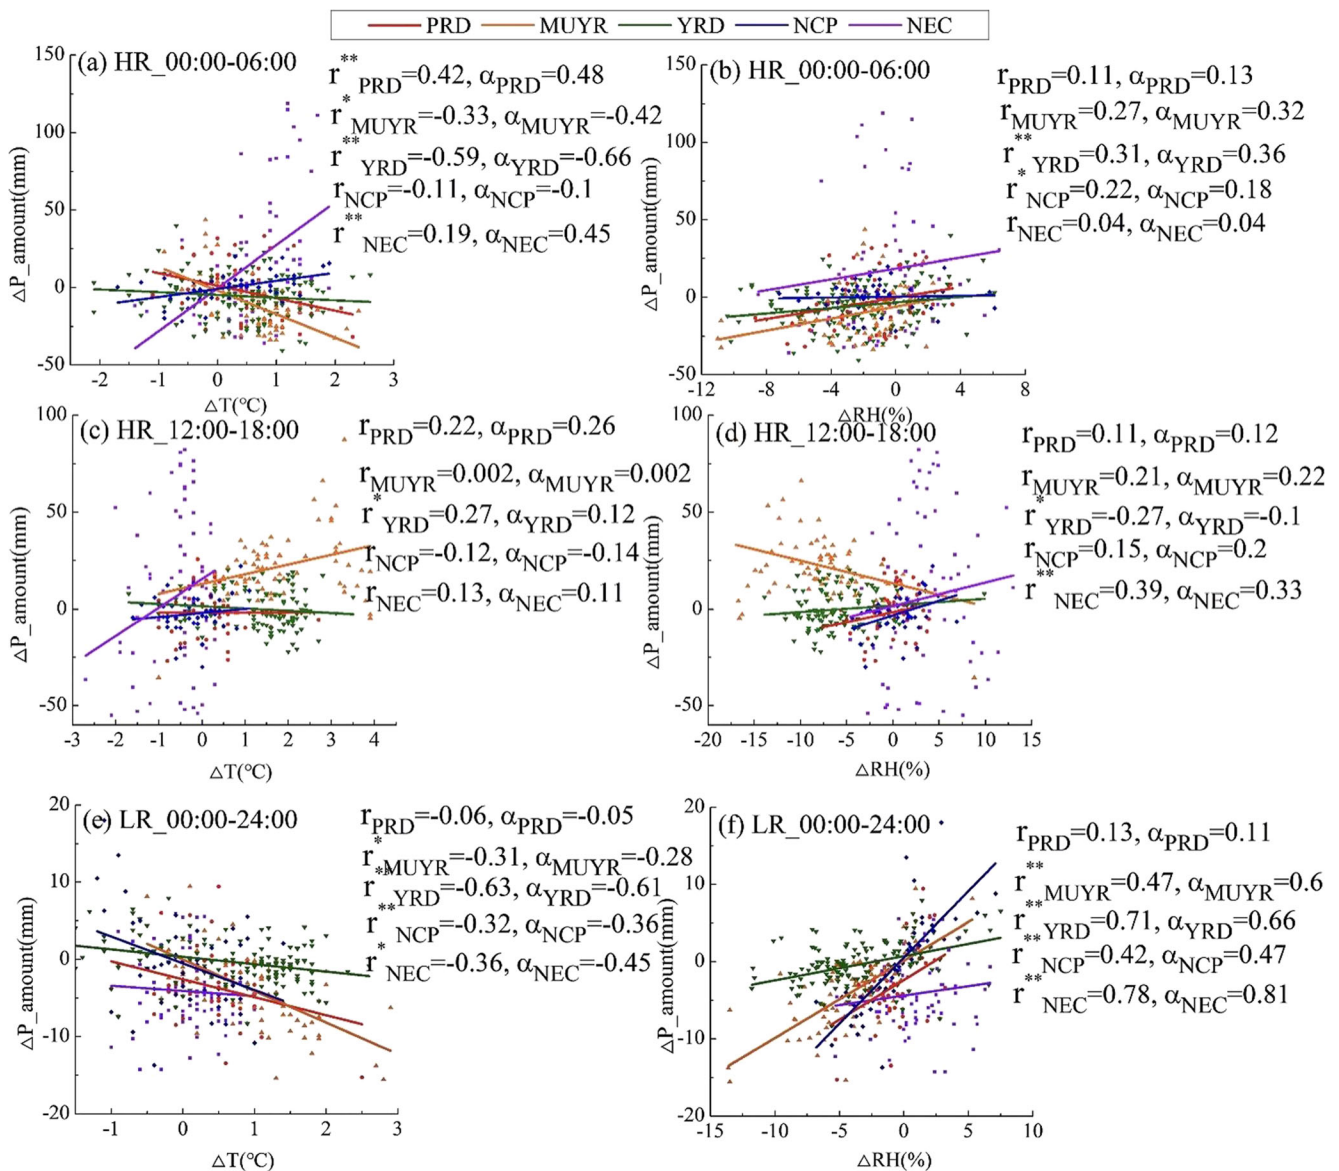 PRD MUYR YRD NCP NEC
(a) HR_00:00-06:00
r** PRD=0.42, αPRD=0.48
r* MUYR=-0.33, αMUYR=-0.42
r** YRD=-0.59, αYRD=-0.66
rNCP=-0.11, αNCP=-0.1
r** NEC=0.19, αNEC=0.45
150
100
50
0
-50
△P_amount(mm)
-2 -1 0 1 2 3
△T(°C)
(b) HR_00:00-06:00
rPRD=0.11, αPRD=0.13
rMUYR=0.27, αMUYR=0.32
r** YRD=0.31, αYRD=0.36
r* NCP=0.22, αNCP=0.18
rNEC=0.04, αNEC=0.04
150
100
50
0
-50
△P_amount(mm)
-12 -8 -4 0 4 8
△RH(%)
(c) HR_12:00-18:00
rPRD=0.22, αPRD=0.26
rMUYR=0.002, αMUYR=0.002
r* YRD=0.27, αYRD=0.12
rNCP=-0.12, αNCP=-0.14
rNEC=0.13, αNEC=0.11
100
50
0
-50
△P_amount(mm)
-3 -2 -1 0 1 2 3 4
△T(°C)
(d) HR_12:00-18:00
rPRD=0.11, αPRD=0.12
rMUYR=0.21, αMUYR=0.22
r* YRD=-0.27, αYRD=-0.1
rNCP=0.15, αNCP=0.2
r** NEC=0.39, αNEC=0.33
100
50
0
-50
△P_amount(mm)
-20 -15 -10 -5 0 5 10 15
△RH(%)
(e) LR_00:00-24:00
rPRD=-0.06, αPRD=-0.05
r* MUYR=-0.31, αMUYR=-0.28
r** YRD=-0.63, αYRD=-0.61
r** NCP=-0.32, αNCP=-0.36
r* NEC=-0.36, αNEC=-0.45
20
10
0
-10
-20
△P_amount(mm)
-1 0 1 2 3
△T(°C)
(f) LR_00:00-24:00
rPRD=0.13, αPRD=0.11
r** MUYR=0.47, αMUYR=0.6
r** YRD=0.71, αYRD=0.66
r** NCP=0.42, αNCP=0.47
r** NEC=0.78, αNEC=0.81
20
10
0
-10
-20
△P_amount(mm)
-15 -10 -5 0 5 10
△RH(%)